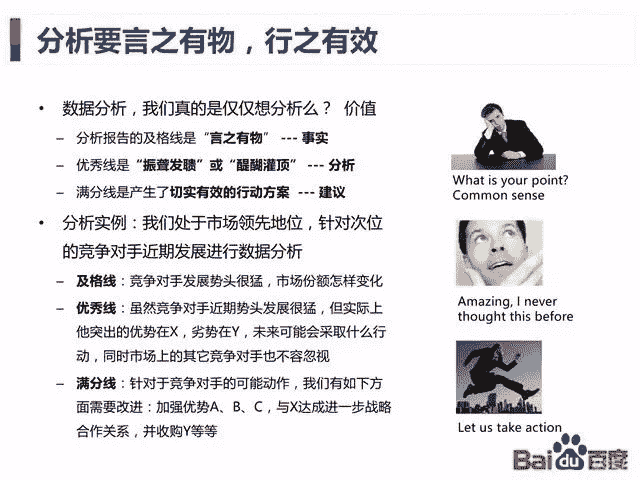 分析要言之有物，行之有效
• 数据分析，我们真的是仅仅想分析么？ 价值
– 分析报告的及格线是“言之有物” --- 事实
– 优秀线是“振聋发聩”或“醍醐灌顶” --- 分析
– 满分线是产生了切实有效的行动方案 --- 建议
• 分析实例：我们处于市场领先地位，针对次位
的竞争对手近期发展进行数据分析
– 及格线：竞争对手发展势头很猛，市场份额怎样变化
– 优秀线：虽然竞争对手近期势头发展很猛，但实际上
他突出的优势在X，劣势在Y，未来可能会采取什么行
动，同时市场上的其它竞争对手也不容忽视
– 满分线：针对于竞争对手的可能动作，我们有如下方
面需要改进：加强优势A、B、C，与X达成进一步战略
合作关系，并收购Y等等
What is your point?
Common sense
Amazing, I never
thought this before
Let us take action
Bai du 百度